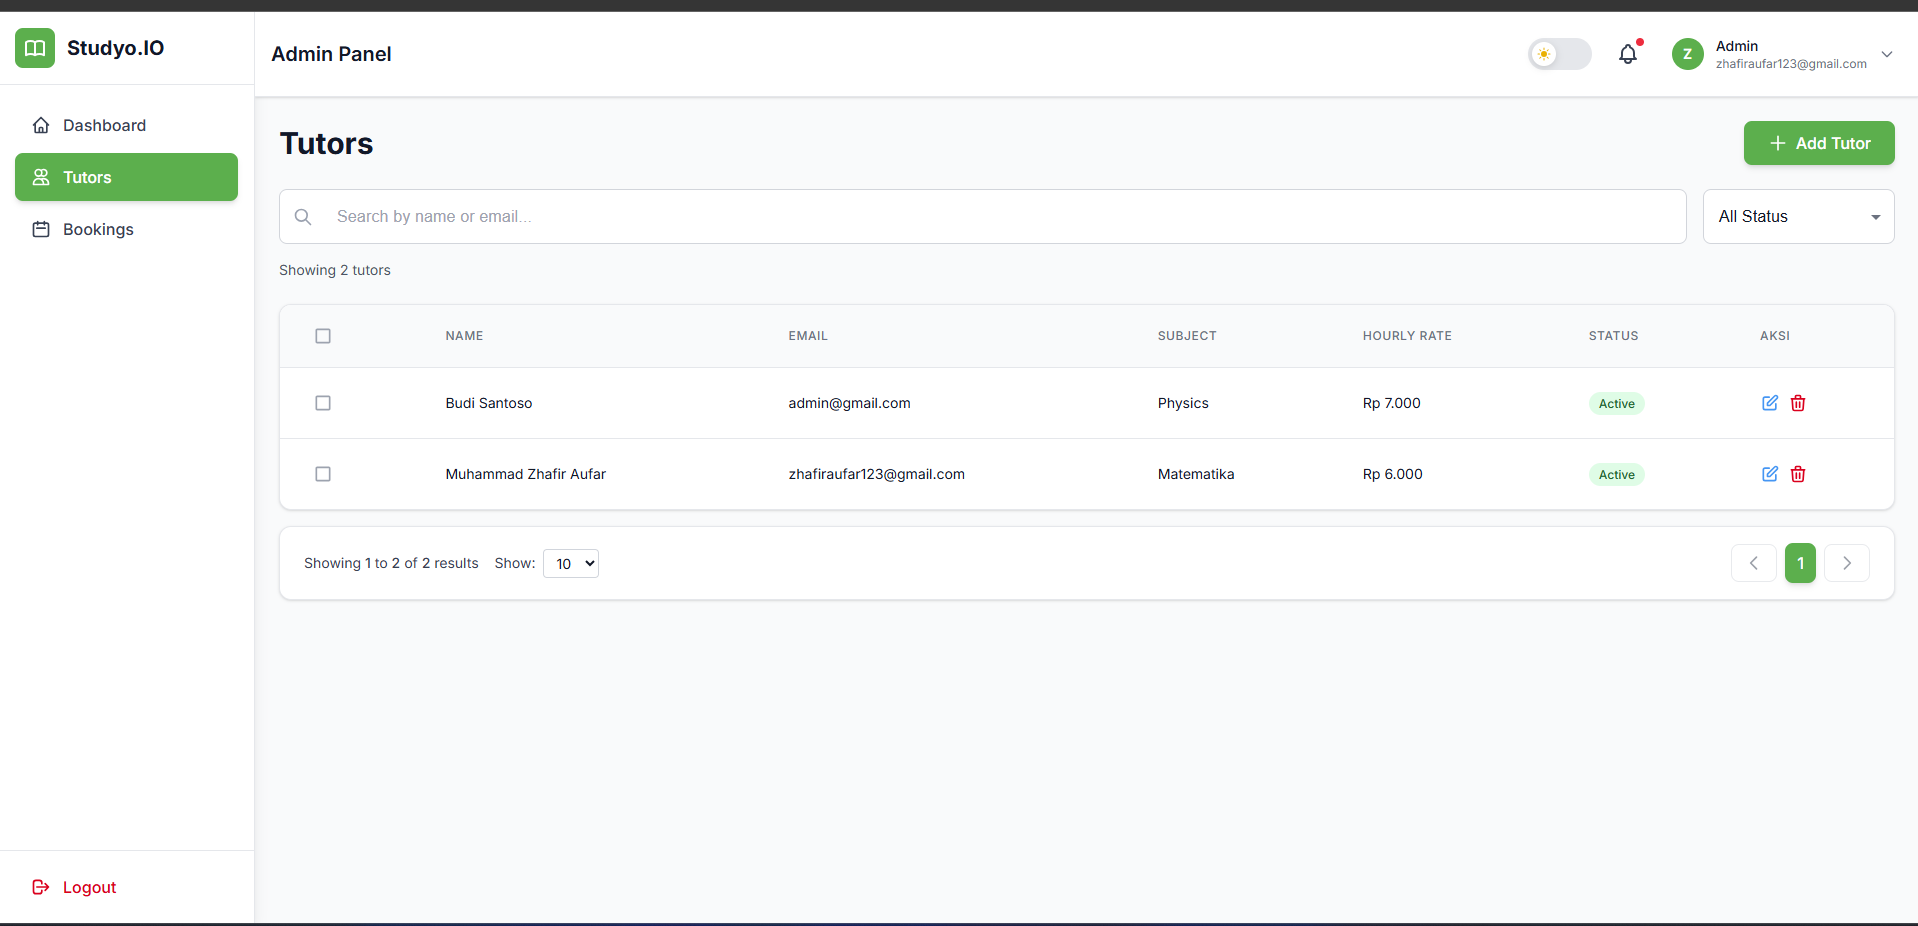 Studyo.IO
Admin Panel
Z
Admin
zhafiraufar123@gmail.com
Dashboard
Tutors
Bookings
Logout
Tutors
Add Tutor
Search by name or email...
All Status
Showing 2 tutors
NAME EMAIL SUBJECT HOURLY RATE STATUS AKSI
Budi Santoso admin@gmail.com Physics Rp 7.000 Active
Muhammad Zhafir Aufar zhafiraufar123@gmail.com Matematika Rp 6.000 Active
Showing 1 to 2 of 2 results Show: 10 1